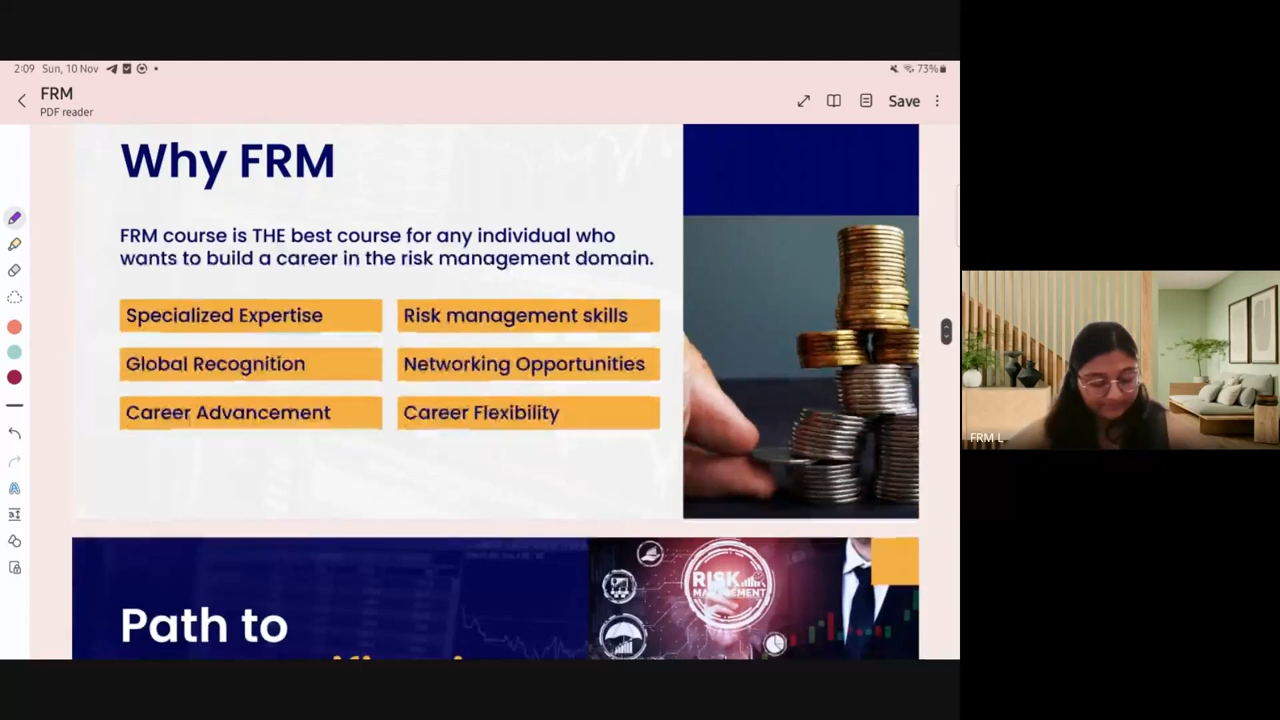 2:09 Sun, 10 Nov
73%
FRM
PDF reader
Save
Why FRM
FRM course is THE best course for any individual who
wants to build a career in the risk management domain.
Specialized Expertise
Risk management skills
Global Recognition
Networking Opportunities
Career Advancement
Career Flexibility
RISK
MANAGEMENT
Path to
FRM L